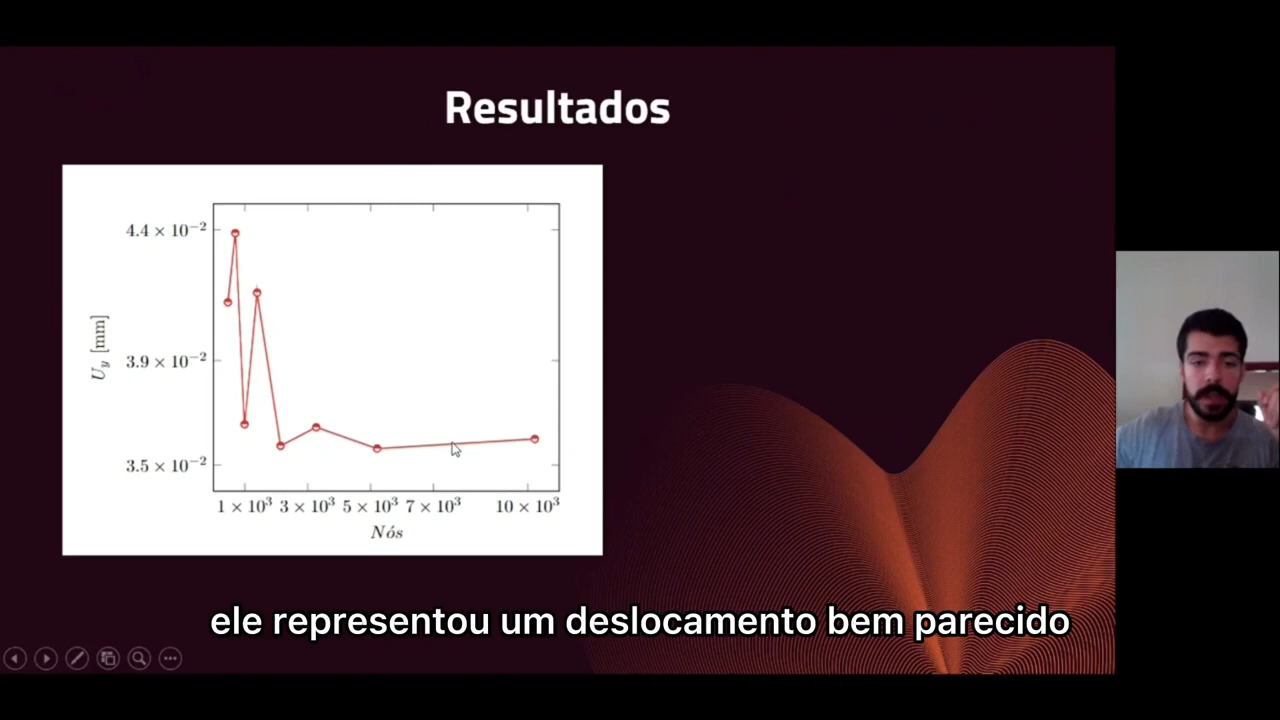 Resultados
4.4 × 10⁻²
3.9 × 10⁻²
3.5 × 10⁻²
U_y [mm]
1 × 10³ 3 × 10³ 5 × 10³ 7 × 10³ 10 × 10³
Nós
ele representou um deslocamento bem parecido